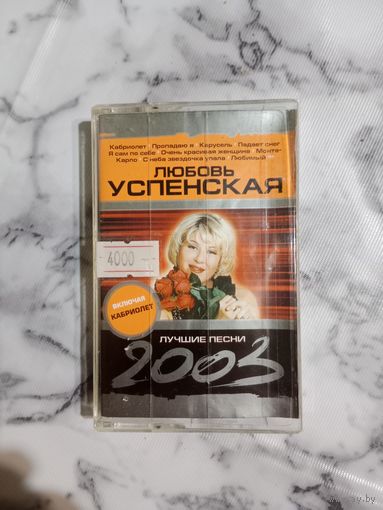 Кабриолет Пропадаю я Карусель Падает снег
Я сам по себе Очень красивая женщина Монте-
Карло С неба звездочка упала Любимый
ЛЮБОВЬ
УСПЕНСКАЯ
4000
ВКЛЮЧАЯ
КАБРИОЛЕТ
ЛУЧШИЕ ПЕСНИ
2003